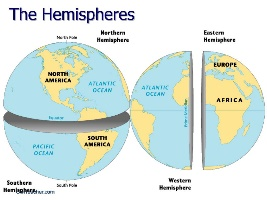 The Hemispheres
North Pole
Northern
Hemisphere
Eastern
Hemisphere
NORTH
AMERICA
ATLANTIC
OCEAN
EUROPE
ATLANTIC
OCEAN
AFRICA
Equator
SOUTH
AMERICA
PACIFIC
OCEAN
Southern
Hemisphere
South Pole
Western
Hemisphere